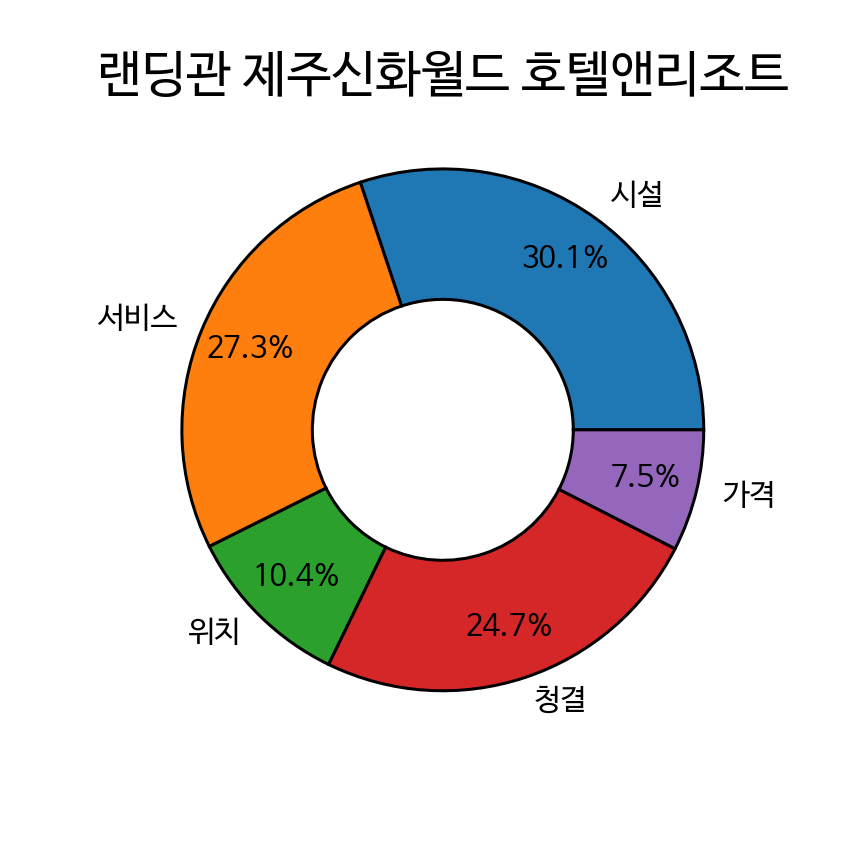 랜딩관 제주신화월드 호텔앤리조트
시설
30.1%
서비스
27.3%
7.5%
가격
10.4%
24.7%
위치
청결